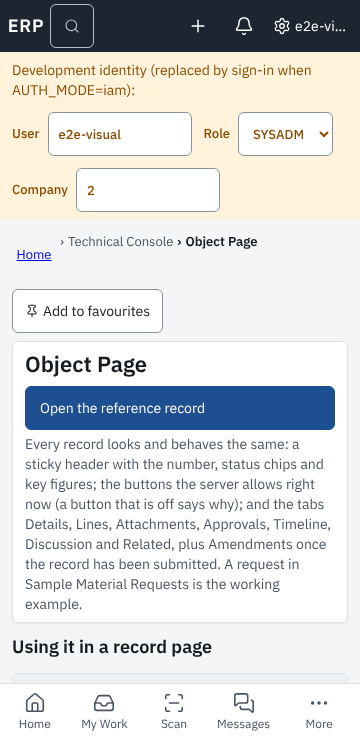 ERP
e2e-vi...
Development identity (replaced by sign-in when
AUTH_MODE=iam):
User e2e-visual Role SYSADM
Company 2
Home › Technical Console › Object Page
Add to favourites
Object Page
Open the reference record
Every record looks and behaves the same: a
sticky header with the number, status chips and
key figures; the buttons the server allows right
now (a button that is off says why); and the tabs
Details, Lines, Attachments, Approvals, Timeline,
Discussion and Related, plus Amendments once
the record has been submitted. A request in
Sample Material Requests is the working
example.
Using it in a record page
Home My Work Scan Messages More